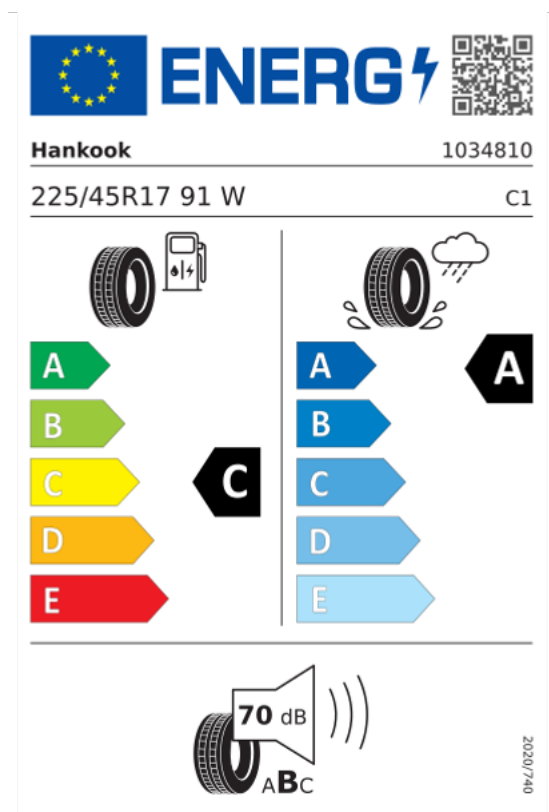 ENERG
Hankook 1034810
225/45R17 91 W C1
A A A
B B
C C C
D D
E E
70 dB
ABC
2020/740